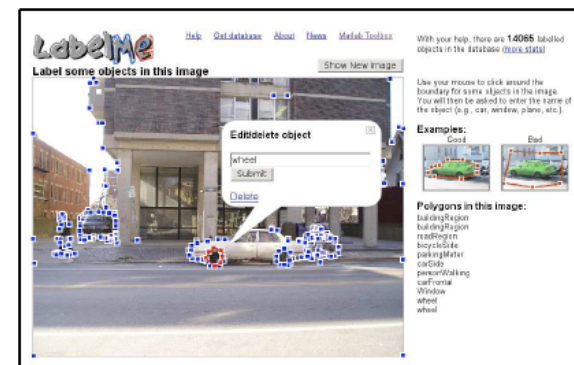 LabelMe
Help Get database About News Matlab Toolbox
Label some objects in this image
Show New Image
Edit/delete object
wheel
Submit
Delete
With your help, there are 14065 labelled
objects in the database (more stats)
Use your mouse to click around the
boundary for some objects in the image.
You will then be asked to enter the name of
the object (e.g., car, window, plane, etc.).
Examples:
Good Bad
Polygons in this image:
buildingRegion
buildingRegion
roadRegion
bicycleSide
parkingMeter
carSide
personWalking
carFrontal
Window
wheel
wheel